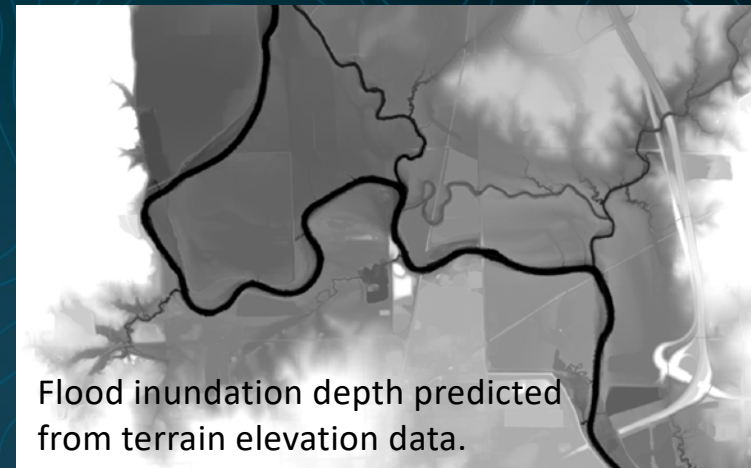 Flood inundation depth predicted
from terrain elevation data.